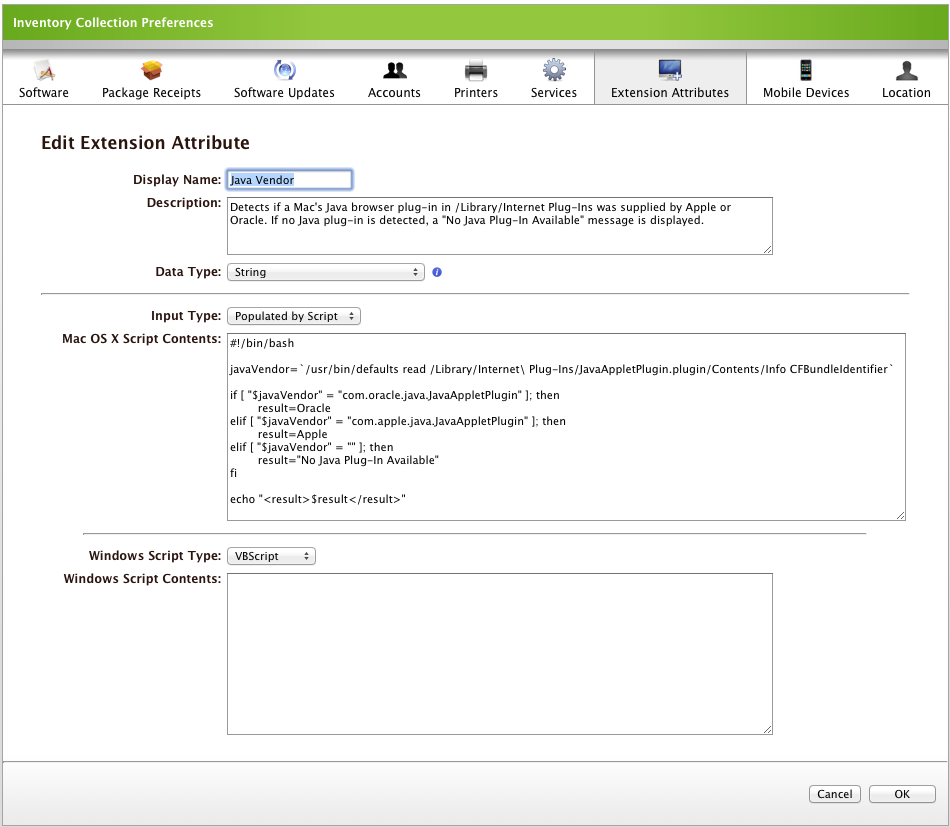 Inventory Collection Preferences
Software
Package Receipts
Software Updates
Accounts
Printers
Services
Extension Attributes
Mobile Devices
Location
Edit Extension Attribute
Display Name: Java Vendor
Description: Detects if a Mac's Java browser plug-in in /Library/Internet Plug-Ins was supplied by Apple or
Oracle. If no Java plug-in is detected, a "No Java Plug-In Available" message is displayed.
Data Type: String
Input Type: Populated by Script
Mac OS X Script Contents: #!/bin/bash
javaVendor=`/usr/bin/defaults read /Library/Internet\ Plug-Ins/JavaAppletPlugin.plugin/Contents/Info CFBundleIdentifier`
if [ "$javaVendor" = "com.oracle.java.JavaAppletPlugin" ]; then
result=Oracle
elif [ "$javaVendor" = "com.apple.java.JavaAppletPlugin" ]; then
result=Apple
elif [ "$javaVendor" = "" ]; then
result="No Java Plug-In Available"
fi
echo "<result>$result</result>"
Windows Script Type: VBScript
Windows Script Contents:
Cancel
OK